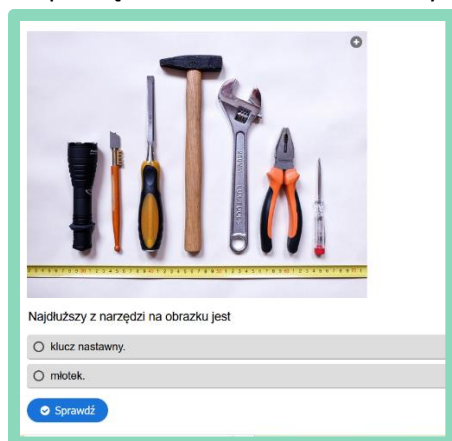 Najdłuższy z narzędzi na obrazku jest
klucz nastawny.
młotek.
Sprawdź